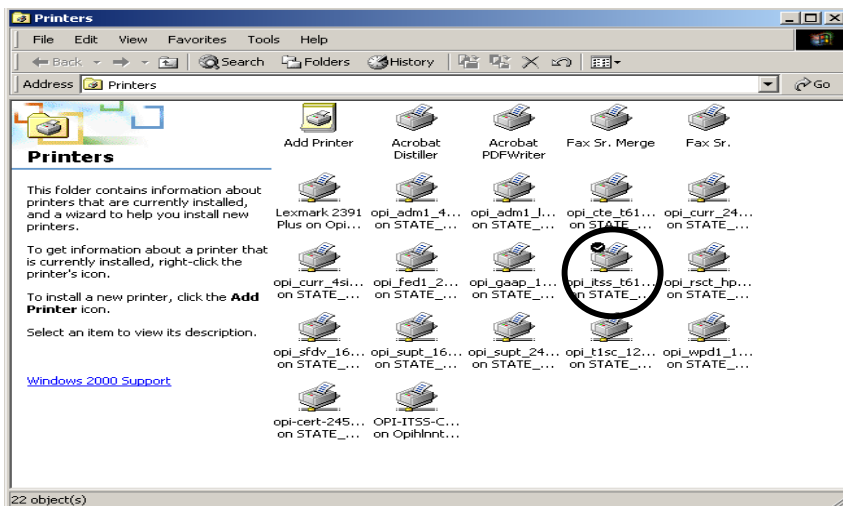 Printers
File Edit View Favorites Tools Help
Back Search Folders History
Address Printers Go
Printers
This folder contains information about
printers that are currently installed,
and a wizard to help you install new
printers.
To get information about a printer that
is currently installed, right-click the
printer's icon.
To install a new printer, click the Add
Printer icon.
Select an item to view its description.
Windows 2000 Support
Add Printer Acrobat Acrobat Fax Sr. Merge Fax Sr.
Distiller PDFWriter
Lexmark 2391 opi_adm1_4... opi_adm1_l... opi_cte_t61... opi_curr_24...
Plus on Opi... on STATE_... on STATE_... on STATE_... on STATE_...
opi_curr_4si... opi_fed1_2... opi_gaap_1... opi_itss_t61... opi_rsct_hp...
on STATE_... on STATE_... on STATE_... on STATE_... on STATE_...
opi_sfdv_16... opi_supt_16... opi_supt_24... opi_t1sc_12... opi_wpd1_1...
on STATE_... on STATE_... on STATE_... on STATE_... on STATE_...
opi-cert-245... OPI-ITSS-C...
on STATE_... on Opihlnnt...
22 object(s)